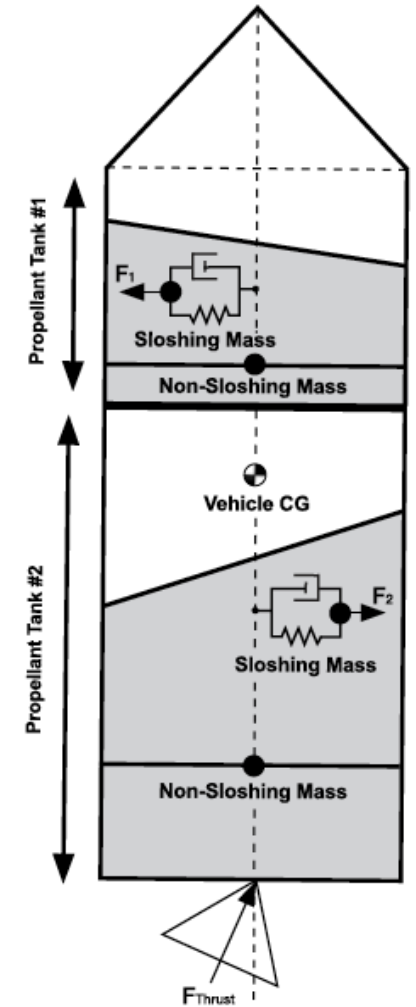 Propellant Tank #1
F1
Sloshing Mass
Non-Sloshing Mass
Vehicle CG
Propellant Tank #2
F2
Sloshing Mass
Non-Sloshing Mass
FThrust